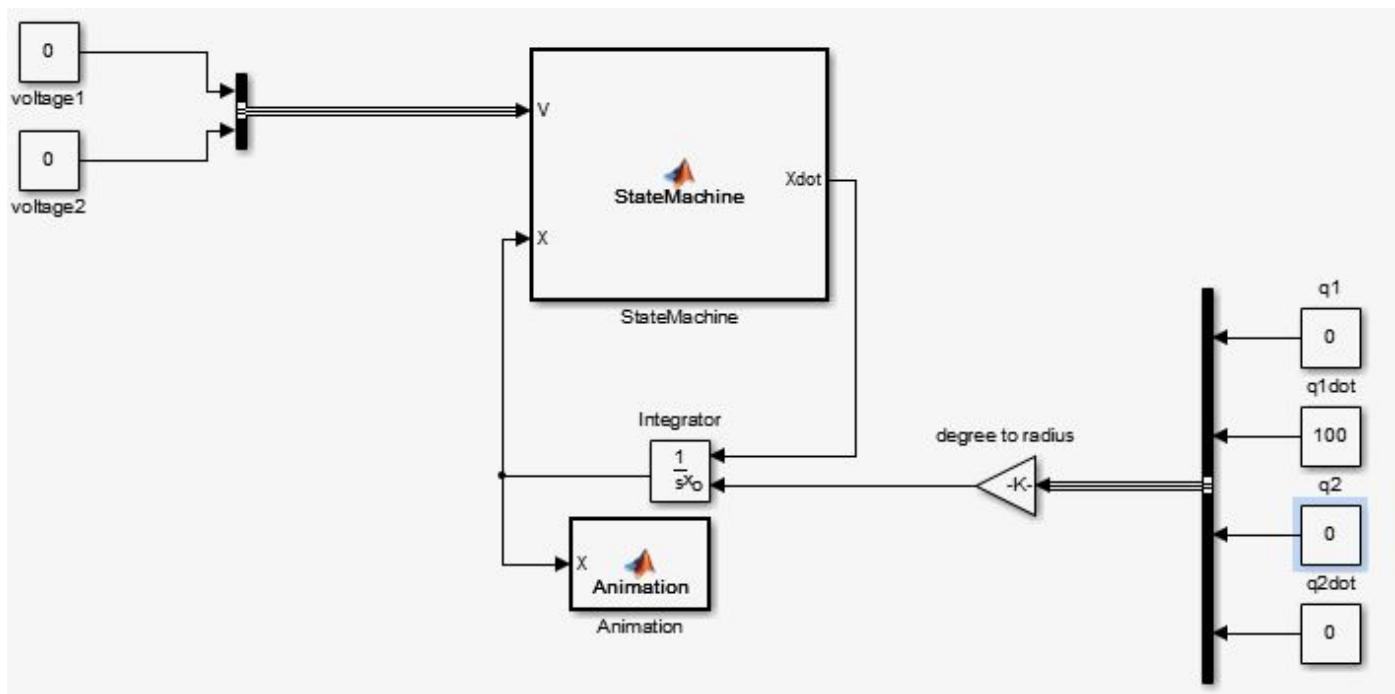 0
voltage1
0
voltage2
V
X
Xdot
StateMachine
StateMachine
Integrator
1
s
xo
X
Animation
Animation
degree to radius
-K-
q1
0
q1dot
100
q2
0
q2dot
0